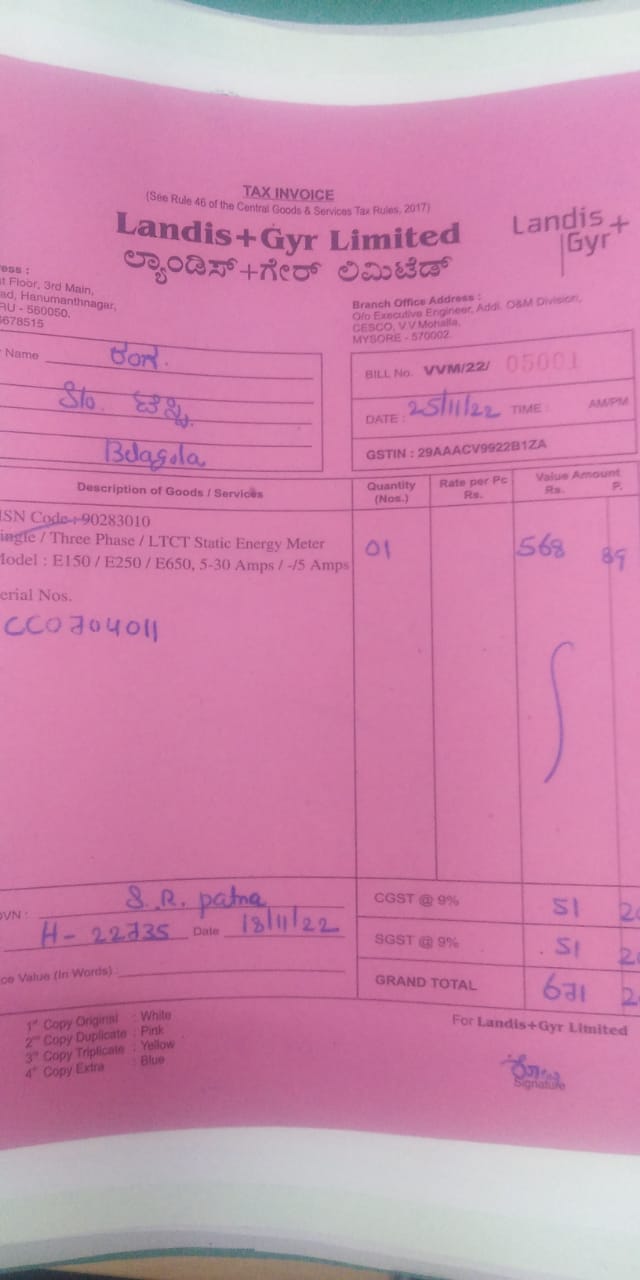 TAX INVOICE
(See Rule 46 of the Central Goods & Services Tax Rules, 2017)
Landis+Gyr Limited
ಲ್ಯಾಂಡಿಸ್+ಗೇರ್ ಲಿಮಿಟೆಡ್
Landis+
Gyr
ess :
t Floor, 3rd Main,
ad, Hanumanthnagar,
RU - 560050.
6678515
Branch Office Address :
O/o Executive Engineer, Addl. O&M Division,
CESCO, V.V.Mohalla,
MYSORE - 570002.
Name ರಂಗ.
S/o.
Belagola
BILL No. VVM/22/ 05001
DATE : 25/11/22 TIME : AM/PM
GSTIN : 29AAACV9922B1ZA
Description of Goods / Services Quantity (Nos.) Rate per Pc Rs. Value Amount Rs. P.
ISN Code : 90283010
ingle / Three Phase / LTCT Static Energy Meter 01 568 89
Model : E150 / E250 / E650, 5-30 Amps / -/5 Amps
erial Nos.
CC0704011
S.R. patna
H- 22735 Date 18/11/22
CGST @ 9% 51 20
SGST @ 9% 51 20
GRAND TOTAL 671
ce Value (In Words)
1st Copy Original : White
2nd Copy Duplicate : Pink
3rd Copy Triplicate : Yellow
4th Copy Extra : Blue
For Landis+Gyr Limited
Signature